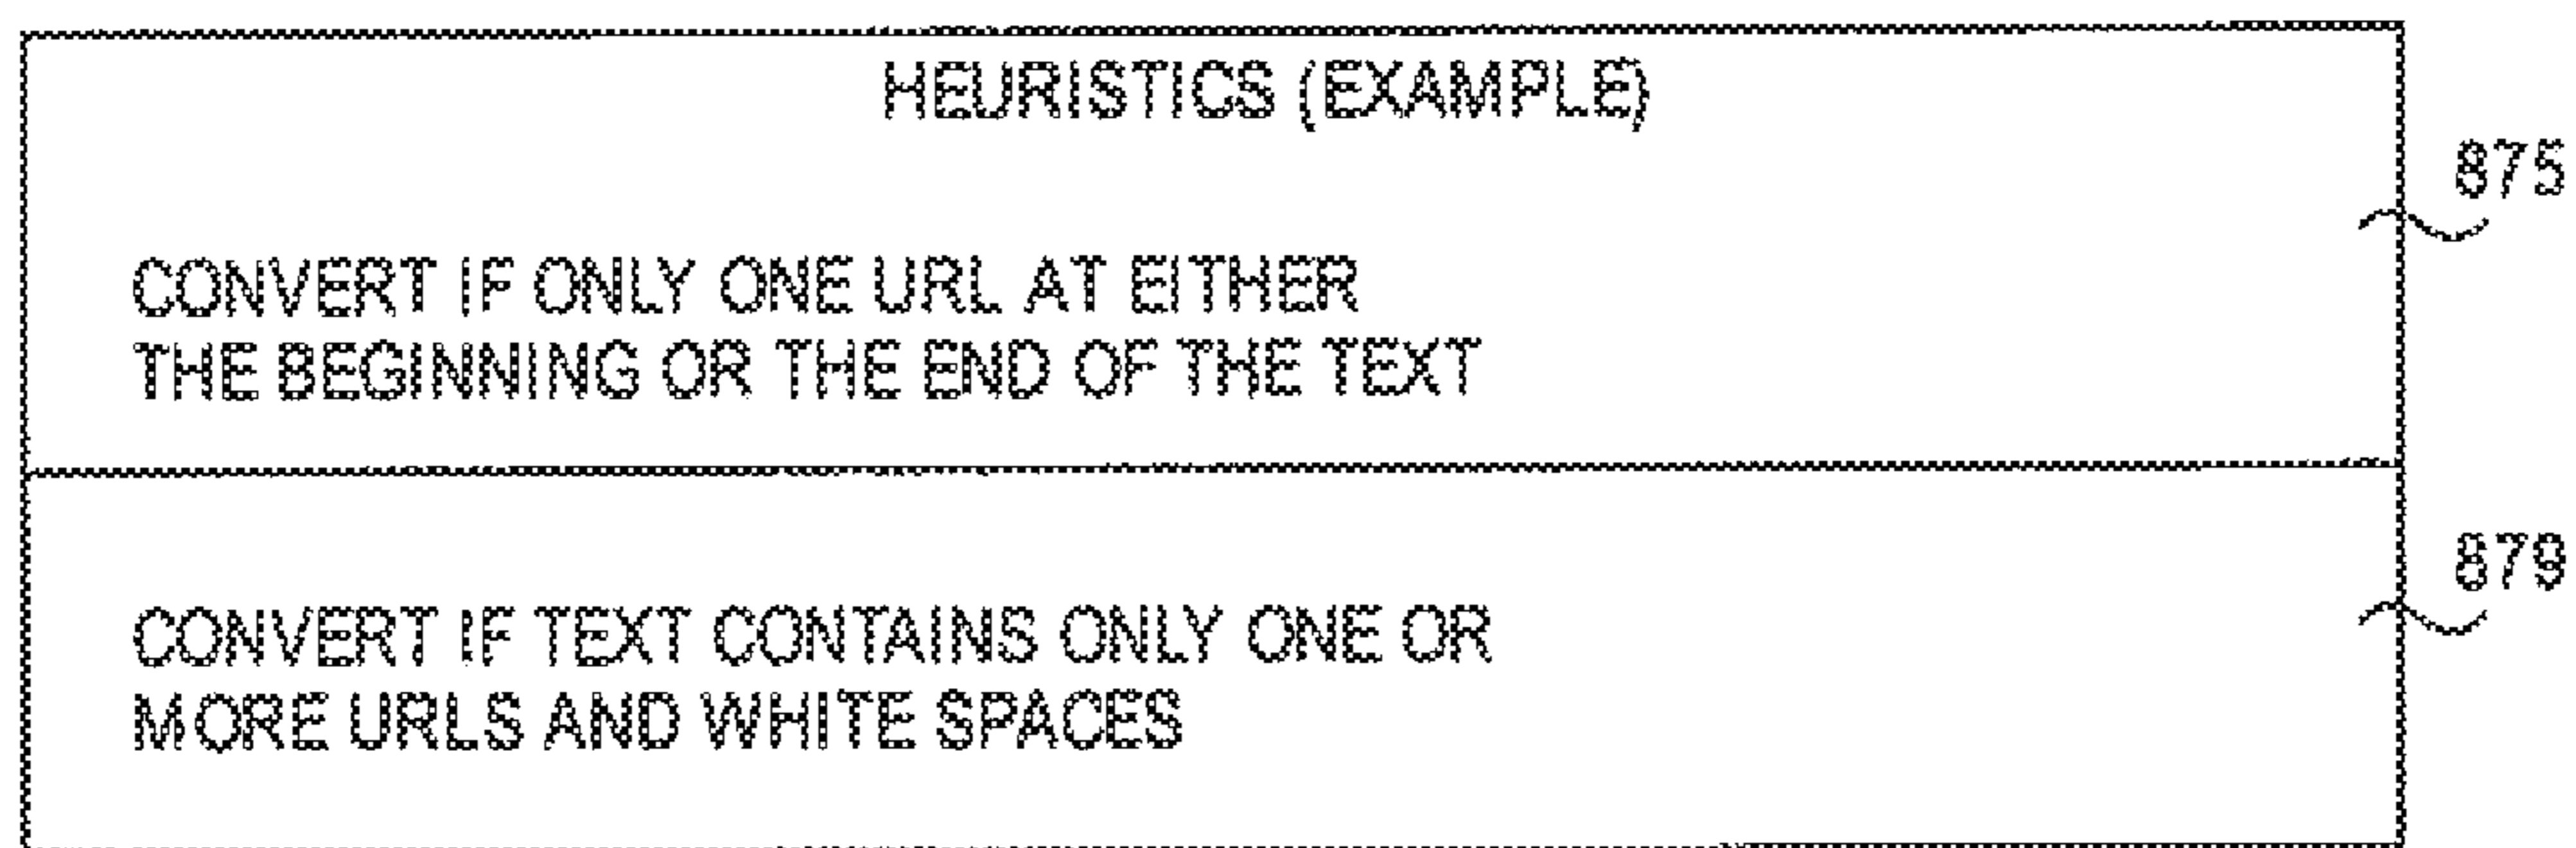 HEURISTICS (EXAMPLE)
875
CONVERT IF ONLY ONE URL AT EITHER
THE BEGINNING OR THE END OF THE TEXT
879
CONVERT IF TEXT CONTAINS ONLY ONE OR
MORE URLS AND WHITE SPACES